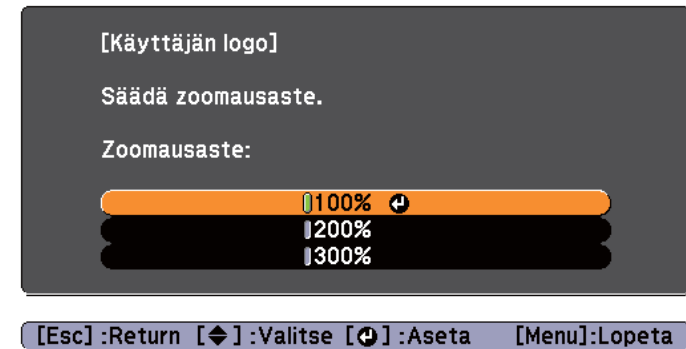 [Käyttäjän logo]
Säädä zoomausaste.
Zoomausaste:
100%
200%
300%
[Esc] :Return [◆] :Valitse [⏎] :Aseta [Menu]:Lopeta